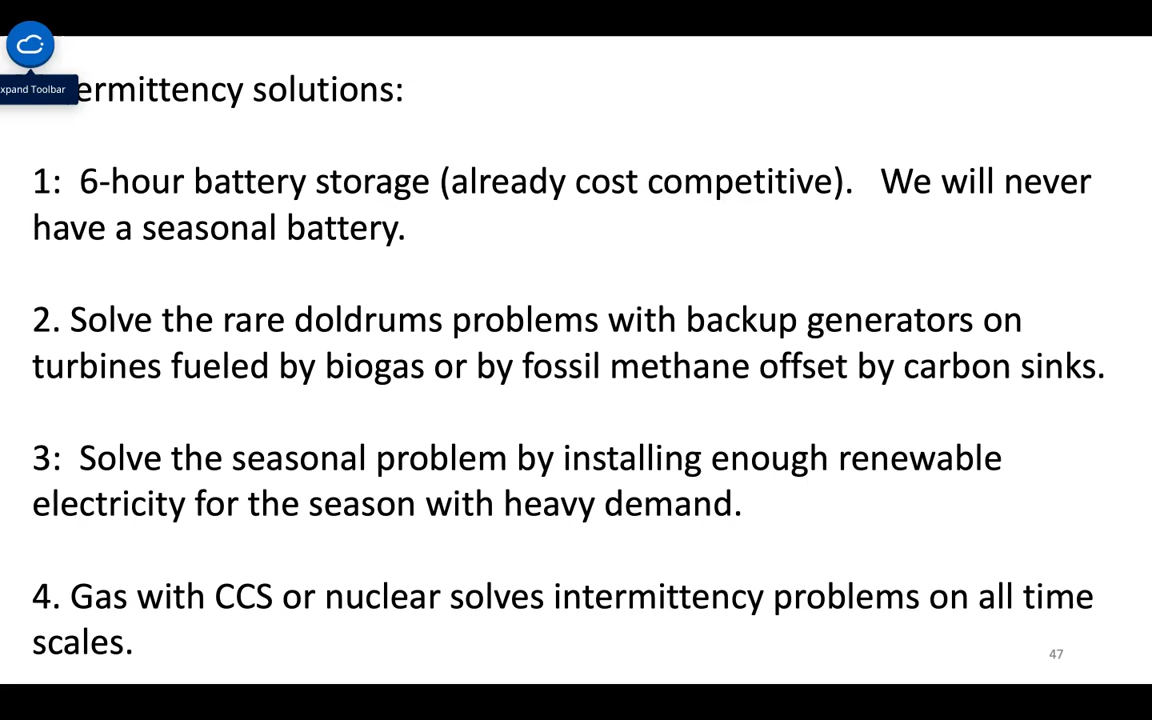 xpand Toolbar
ermittency solutions:
1:  6-hour battery storage (already cost competitive).   We will never
have a seasonal battery.
2. Solve the rare doldrums problems with backup generators on
turbines fueled by biogas or by fossil methane offset by carbon sinks.
3:  Solve the seasonal problem by installing enough renewable
electricity for the season with heavy demand.
4. Gas with CCS or nuclear solves intermittency problems on all time
scales.
47